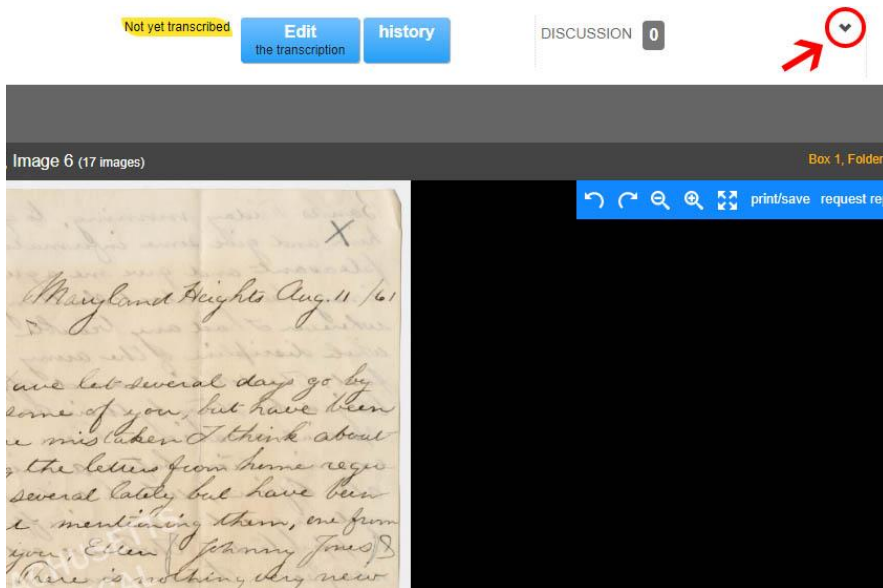 Not yet transcribed
Edit
the transcription
history
DISCUSSION 0
, Image 6 (17 images)
Box 1, Folder
print/save request re
X
Maryland Heights Aug. 11 /61
have let several days go by
some of you, but have been
mistaken I think about
the letters from home regu
several lately but have been
mentioning them, one from
you, Ellen & Johnny Jones &
There is nothing very new